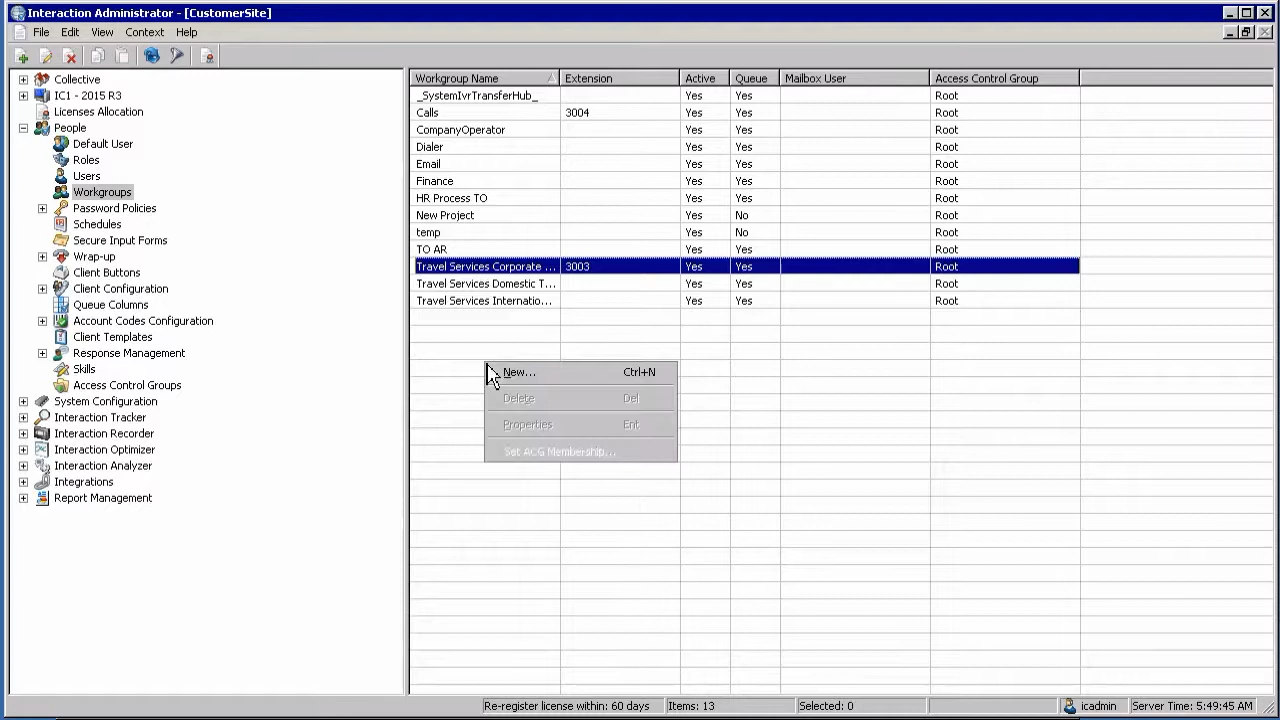 Interaction Administrator - [CustomerSite]
File Edit View Context Help
Collective
IC1 - 2015 R3
Licenses Allocation
People
Default User
Roles
Users
Workgroups
Password Policies
Schedules
Secure Input Forms
Wrap-up
Client Buttons
Client Configuration
Queue Columns
Account Codes Configuration
Client Templates
Response Management
Skills
Access Control Groups
System Configuration
Interaction Tracker
Interaction Recorder
Interaction Optimizer
Interaction Analyzer
Integrations
Report Management
Workgroup Name Extension Active Queue Mailbox User Access Control Group
_SystemIvrTransferHub_ Yes Yes Root
Calls 3004 Yes Yes Root
CompanyOperator Yes Yes Root
Dialer Yes Yes Root
Email Yes Yes Root
Finance Yes Yes Root
HR Process TO Yes Yes Root
New Project Yes No Root
temp Yes No Root
TO AR Yes Yes Root
Travel Services Corporate ... 3003 Yes Yes Root
Travel Services Domestic T... Yes Yes Root
Travel Services Internatio... Yes Yes Root
New... Ctrl+N
Delete Del
Properties Ent
Set ACG Membership...
Re-register license within: 60 days Items: 13 Selected: 0 icadmin Server Time: 5:49:45 AM